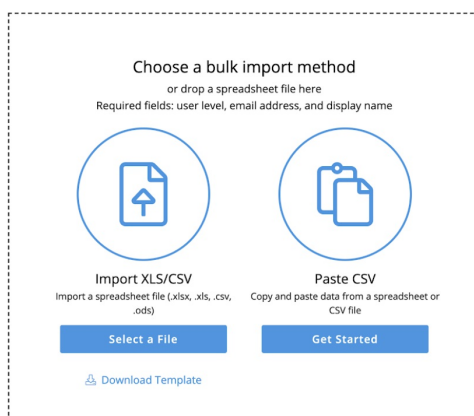 Choose a bulk import method
or drop a spreadsheet file here
Required fields: user level, email address, and display name
Import XLS/CSV
Import a spreadsheet file (.xlsx, .xls, .csv,
.ods)
Select a File
Download Template
Paste CSV
Copy and paste data from a spreadsheet or
CSV file
Get Started